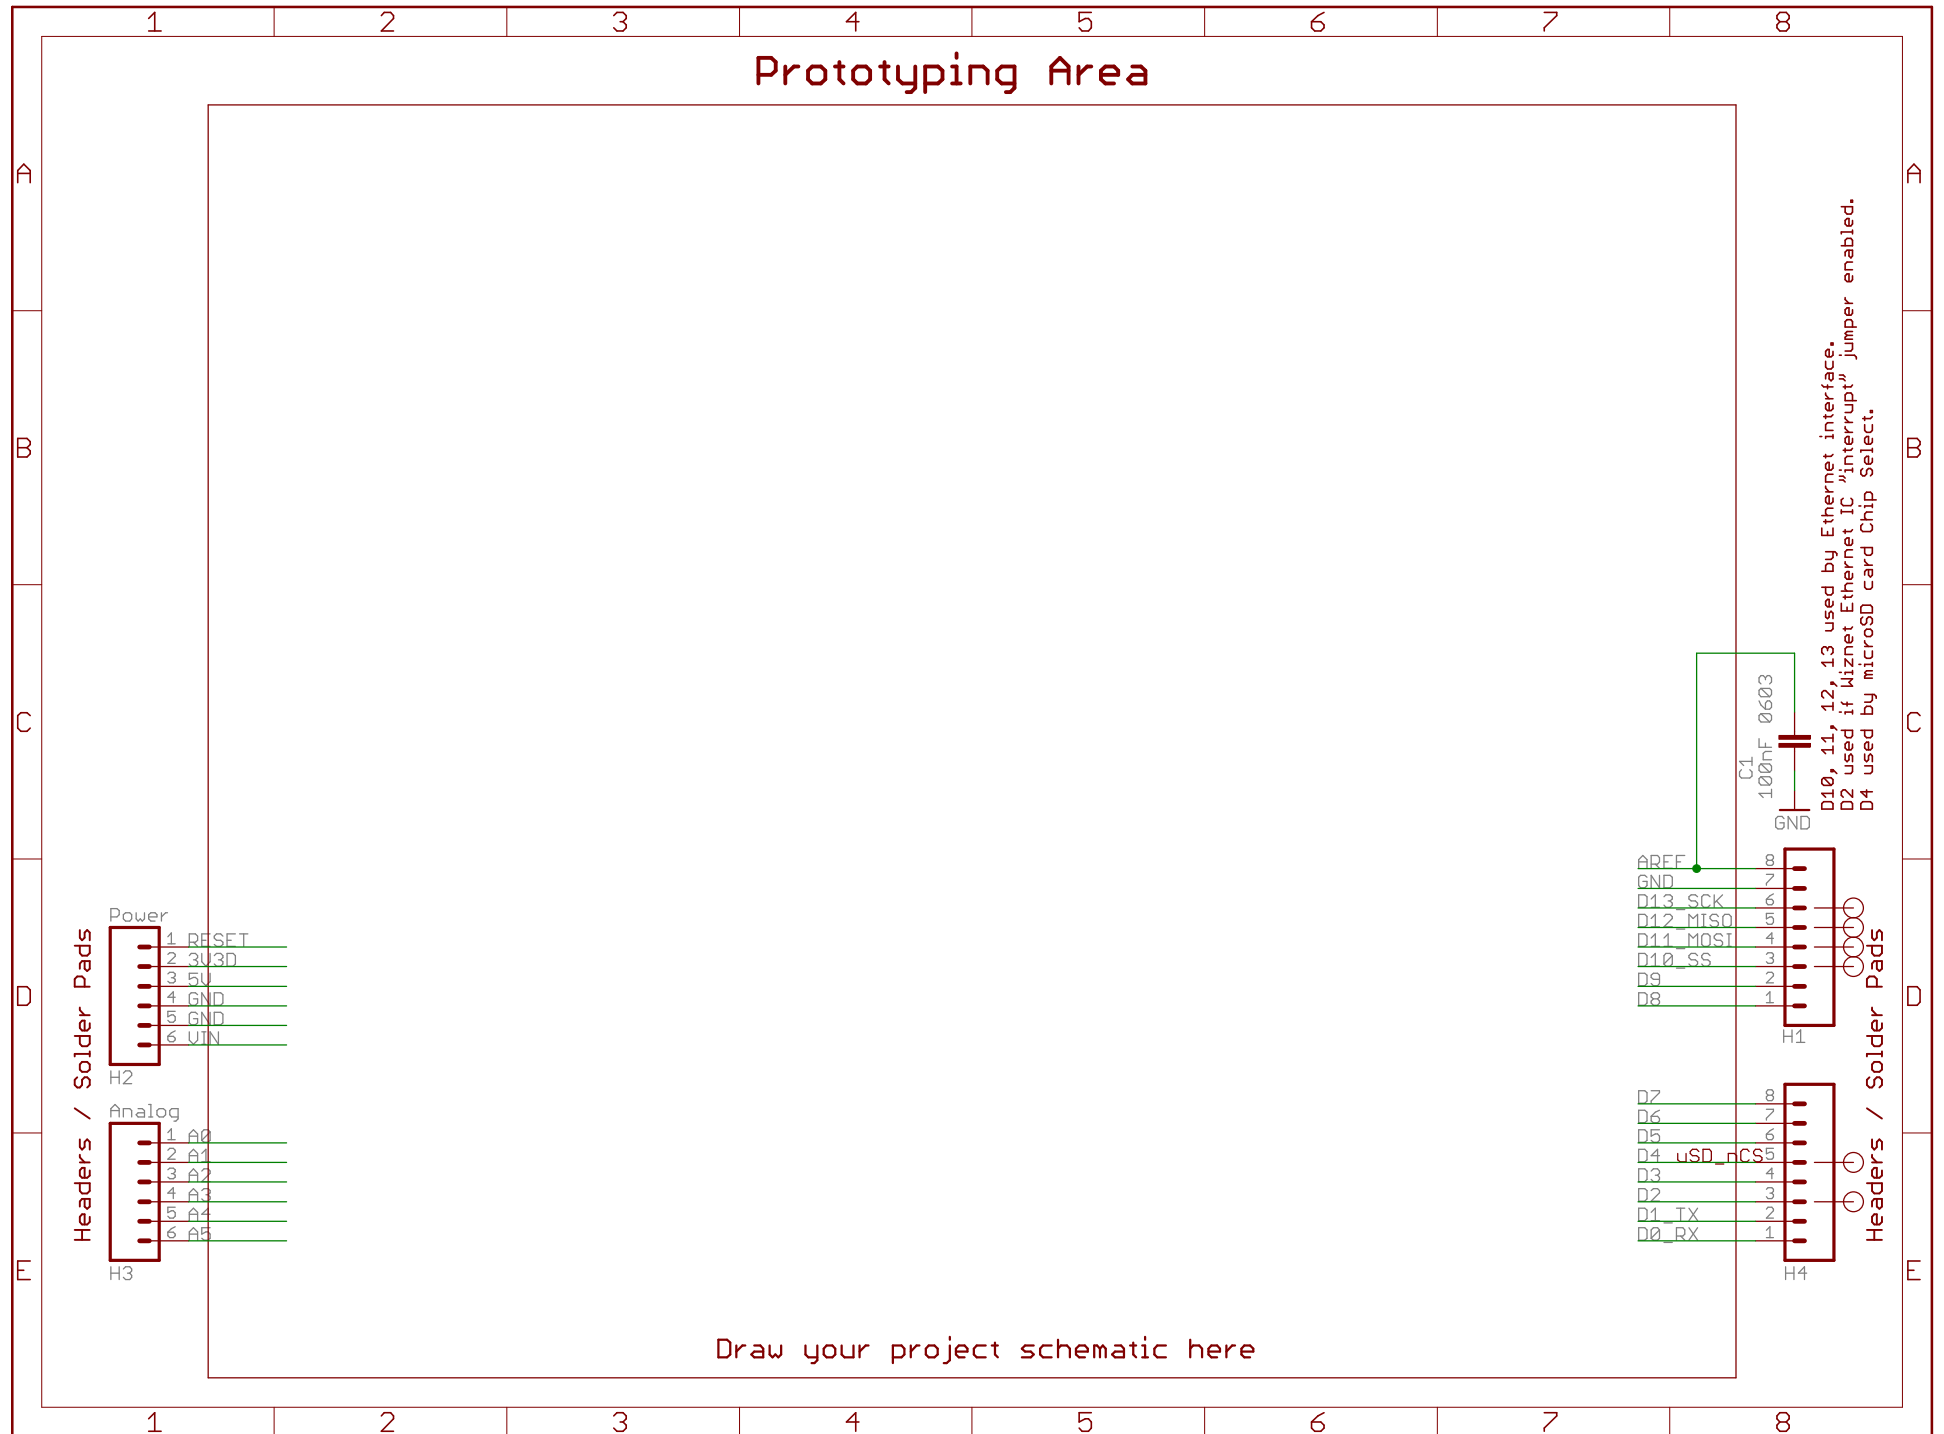 1 2 3 4 5 6 7 8
Prototyping Area
A
A
B
B
C
C
D
D
E
E
D10, 11, 12, 13 used by Ethernet interface.
D2 used if Wiznet Ethernet IC "interrupt" jumper enabled.
D4 used by microSD card Chip Select.
C1
100nF 0603
GND
Headers / Solder Pads
Power
1 RESET
2 3V3D
3 5V
4 GND
5 GND
6 VIN
H2
Analog
1 A0
2 A1
3 A2
4 A3
5 A4
6 A5
H3
AREF 8
GND 7
D13_SCK 6
D12_MISO 5
D11_MOSI 4
D10_SS 3
D9 2
D8 1
H1
D7 8
D6 7
D5 6
D4 uSD_nCS 5
D3 4
D2 3
D1_TX 2
D0_RX 1
H4
Headers / Solder Pads
Draw your project schematic here
1 2 3 4 5 6 7 8